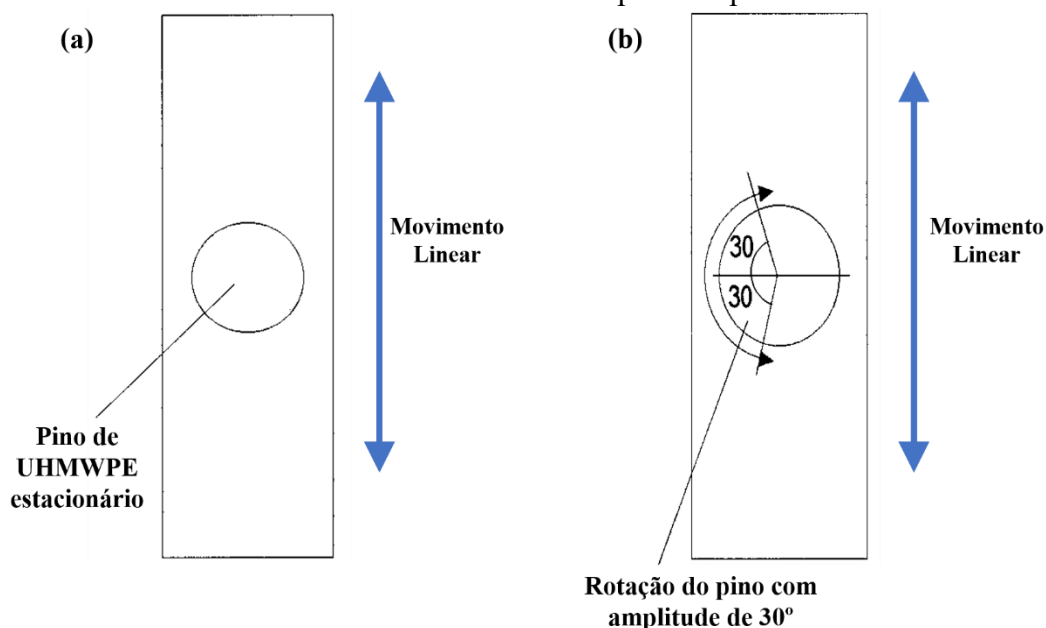 (a)
Movimento
Linear
Pino de
UHMWPE
estacionário
(b)
30
30
Movimento
Linear
Rotação do pino com
amplitude de 30º